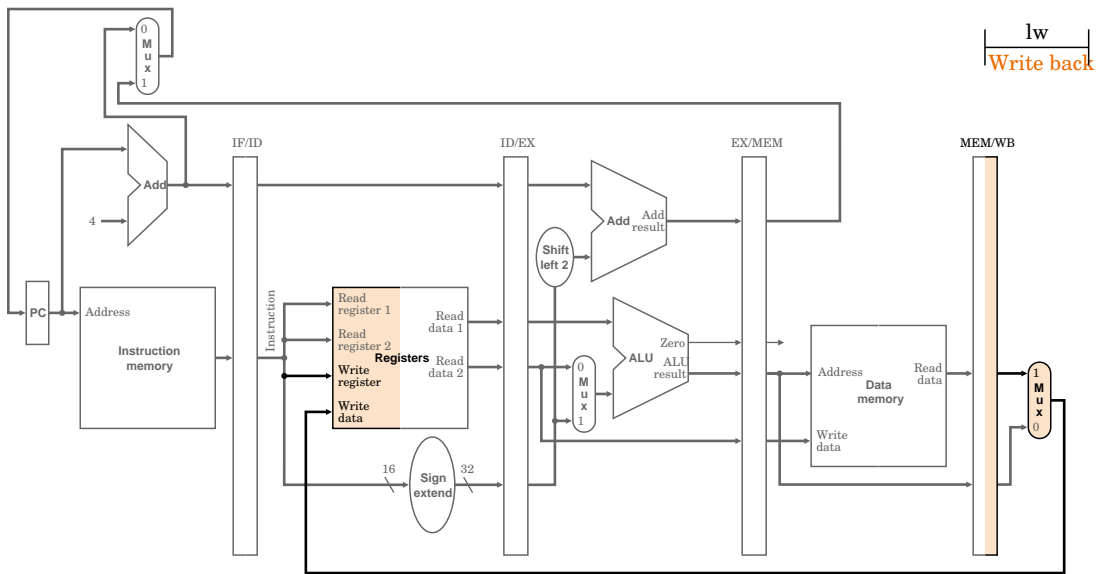 lw
Write back
0
M
u
x
1
IF/ID
ID/EX
EX/MEM
MEM/WB
Add
4
Add
Add
result
Shift
left 2
PC
Address
Instruction
memory
Instruction
Read
register 1
Read
register 2
Write
register
Write
data
Registers
Read
data 1
Read
data 2
0
M
u
x
1
Zero
ALU
ALU
result
Address
Read
data
Data
memory
Write
data
1
M
u
x
0
16
Sign
extend
32